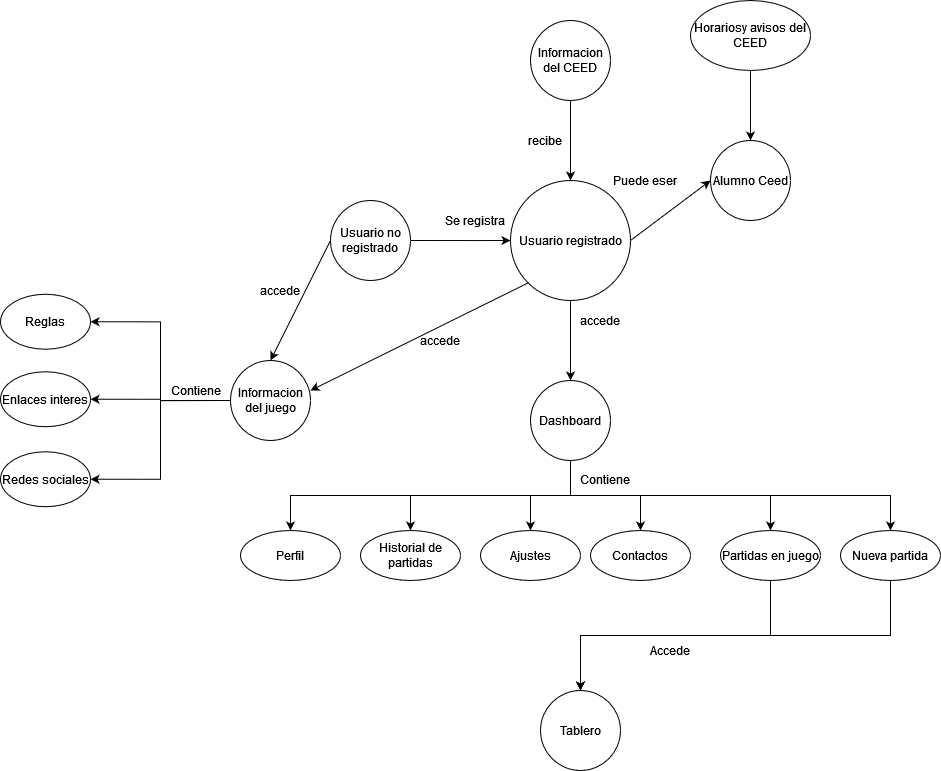 Horariosy avisos del
CEED
Informacion
del CEED
recibe
Puede eser
Alumno Ceed
Usuario no
registrado
Se registra
Usuario registrado
accede
accede
accede
Reglas
Enlaces interes
Redes sociales
Contiene
Informacion
del juego
Dashboard
Contiene
Perfil
Historial de
partidas
Ajustes
Contactos
Partidas en juego
Nueva partida
Accede
Tablero